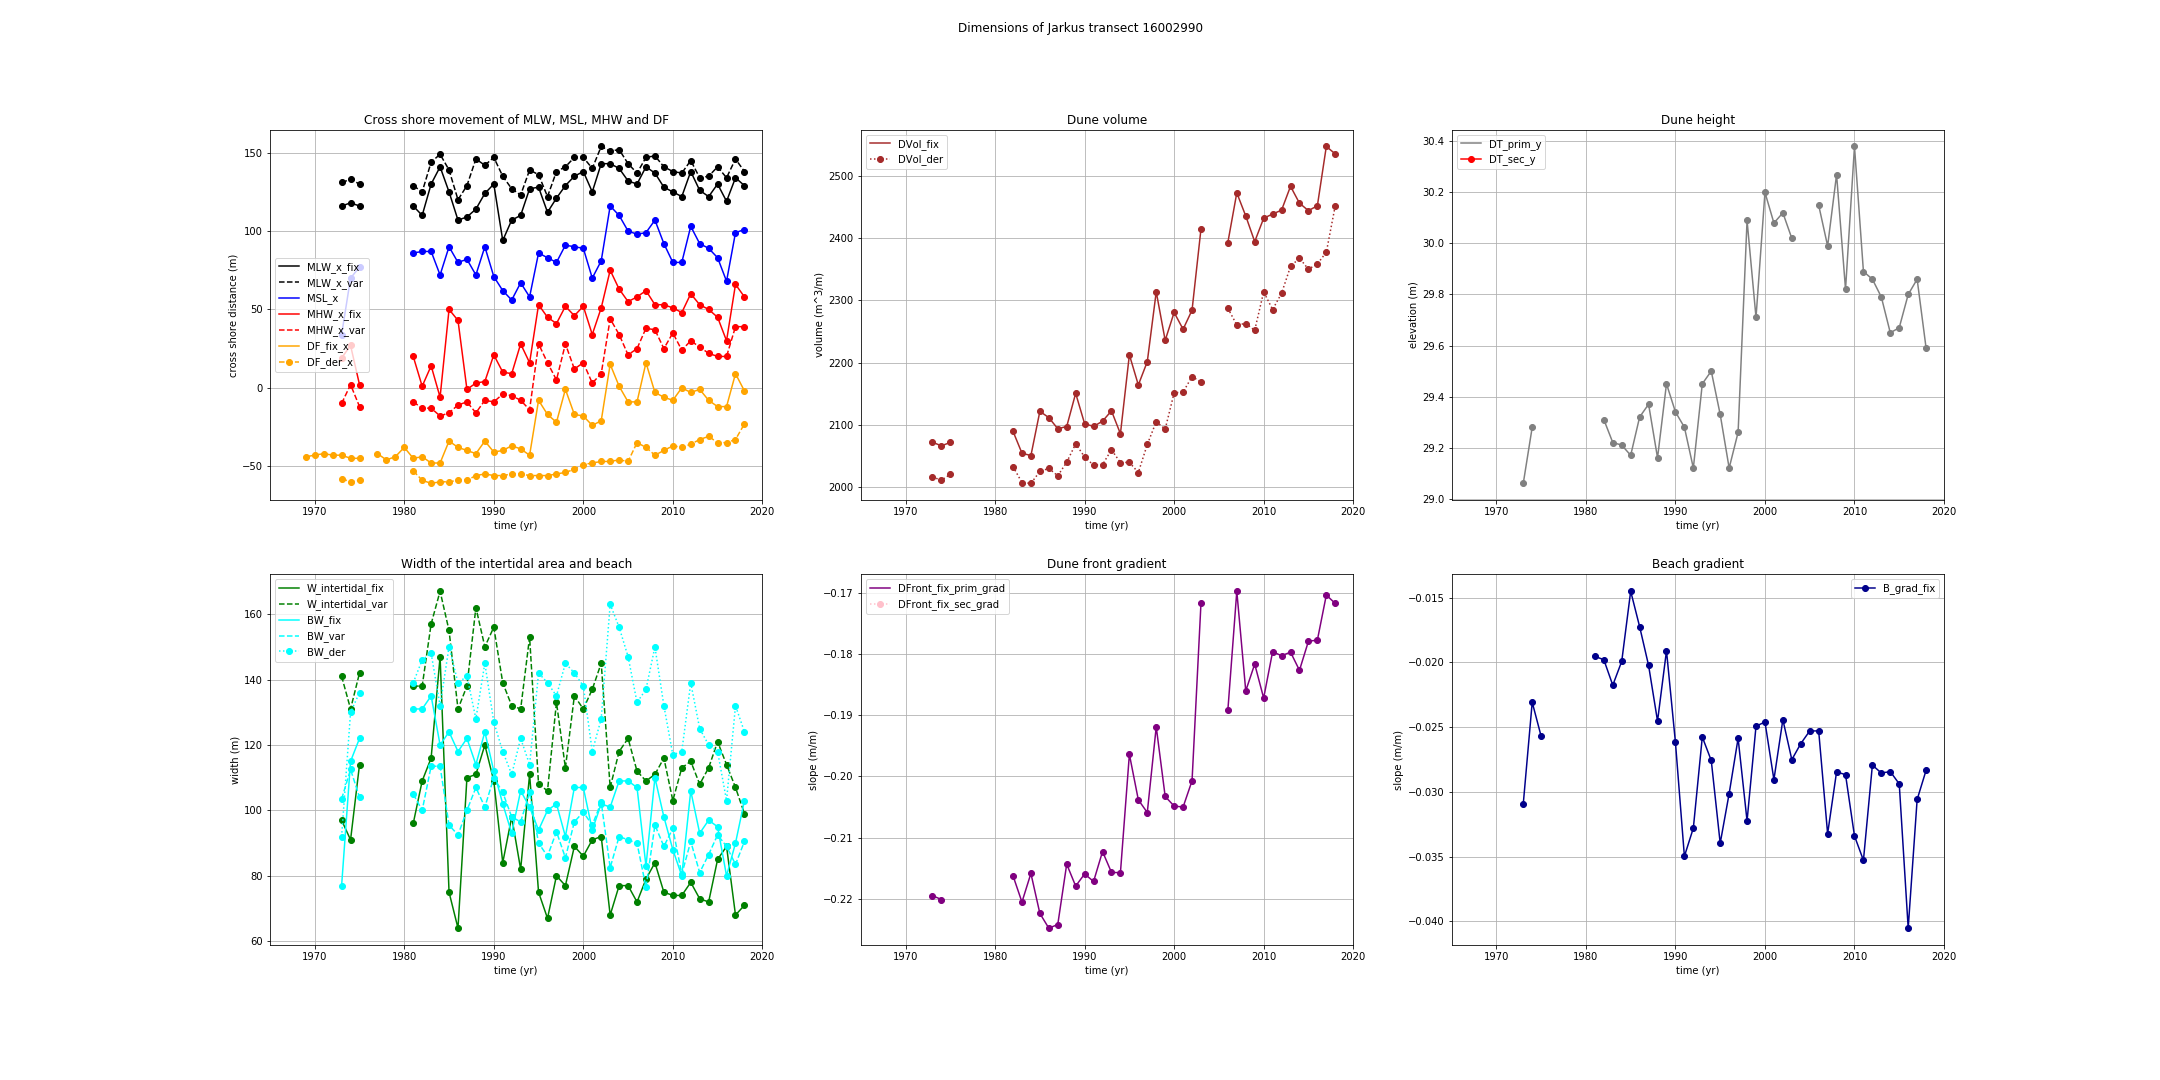 Dimensions of Jarkus transect 16002990
Cross shore movement of MLW, MSL, MHW and DF
cross shore distance (m)
150
100
50
0
−50
MLW_x_fix
MLW_x_var
MSL_x
MHW_x_fix
MHW_x_var
DF_fix_x
DF_der_x
1970 1980 1990 2000 2010 2020
time (yr)
Dune volume
volume (m^3/m)
2500
2400
2300
2200
2100
2000
DVol_fix
DVol_der
1970 1980 1990 2000 2010 2020
time (yr)
Dune height
elevation (m)
30.4
30.2
30.0
29.8
29.6
29.4
29.2
29.0
DT_prim_y
DT_sec_y
1970 1980 1990 2000 2010 2020
time (yr)
Width of the intertidal area and beach
width (m)
160
140
120
100
80
60
W_intertidal_fix
W_intertidal_var
BW_fix
BW_var
BW_der
1970 1980 1990 2000 2010 2020
time (yr)
Dune front gradient
slope (m/m)
−0.17
−0.18
−0.19
−0.20
−0.21
−0.22
DFront_fix_prim_grad
DFront_fix_sec_grad
1970 1980 1990 2000 2010 2020
time (yr)
Beach gradient
slope (m/m)
−0.015
−0.020
−0.025
−0.030
−0.035
−0.040
B_grad_fix
1970 1980 1990 2000 2010 2020
time (yr)